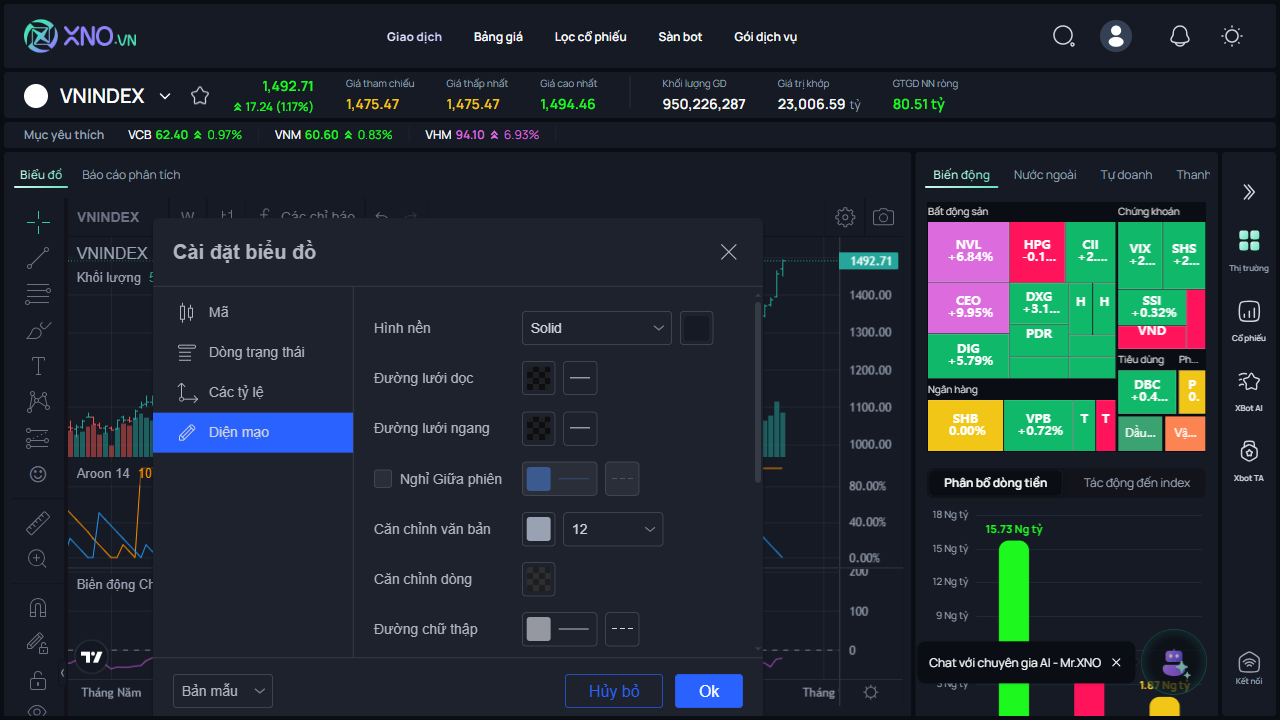 XNO.VN
Giao dịch
Bảng giá
Lọc cổ phiếu
Sàn bot
Gói dịch vụ
VNINDEX
1,492.71
17.24 (1.17%)
Giá tham chiếu
1,475.47
Giá thấp nhất
1,475.47
Giá cao nhất
1,494.46
Khối lượng GD
950,226,287
Giá trị khớp
23,006.59 tỷ
GTGD NN ròng
80.51 tỷ
Mục yêu thích
VCB 62.40 0.97%
VNM 60.60 0.83%
VHM 94.10 6.93%
Biểu đồ
Báo cáo phân tích
VNINDEX
W
Các chỉ báo
VNINDEX
Khối lượng
Aroon 14
Tháng Năm
Tháng
Cài đặt biểu đồ
Mã
Dòng trạng thái
Các tỷ lệ
Diện mạo
Hình nền
Solid
Đường lưới dọc
Đường lưới ngang
Nghỉ Giữa phiên
Căn chỉnh văn bản
12
Căn chỉnh dòng
Đường chữ thập
Bản mẫu
Hủy bỏ
Ok
1492.71
1400.00
1300.00
1200.00
1100.00
1000.00
80.00%
40.00%
0.00%
200
100
0
Biến động
Nước ngoài
Tự doanh
Thanh
Bất động sản
Chứng khoán
NVL
+6.84%
HPG
-0.1...
CII
+2....
VIX
+2...
SHS
+2...
CEO
+9.95%
DXG
+3.1...
H
H
SSI
+0.32%
PDR
VND
DIG
+5.79%
Tiêu dùng
Ph...
DBC
+0.4...
P
0.
Ngân hàng
SHB
0.00%
VPB
+0.72%
T
T
Dầu...
Vậ...
Phân bổ dòng tiền
Tác động đến index
18 Ng tỷ
15.73 Ng tỷ
15 Ng tỷ
12 Ng tỷ
9 Ng tỷ
Chat với chuyên gia AI - Mr.XNO
1.87 Ng tỷ
Thị trường
Cổ phiếu
XBot AI
Xbot TA
Kết nối